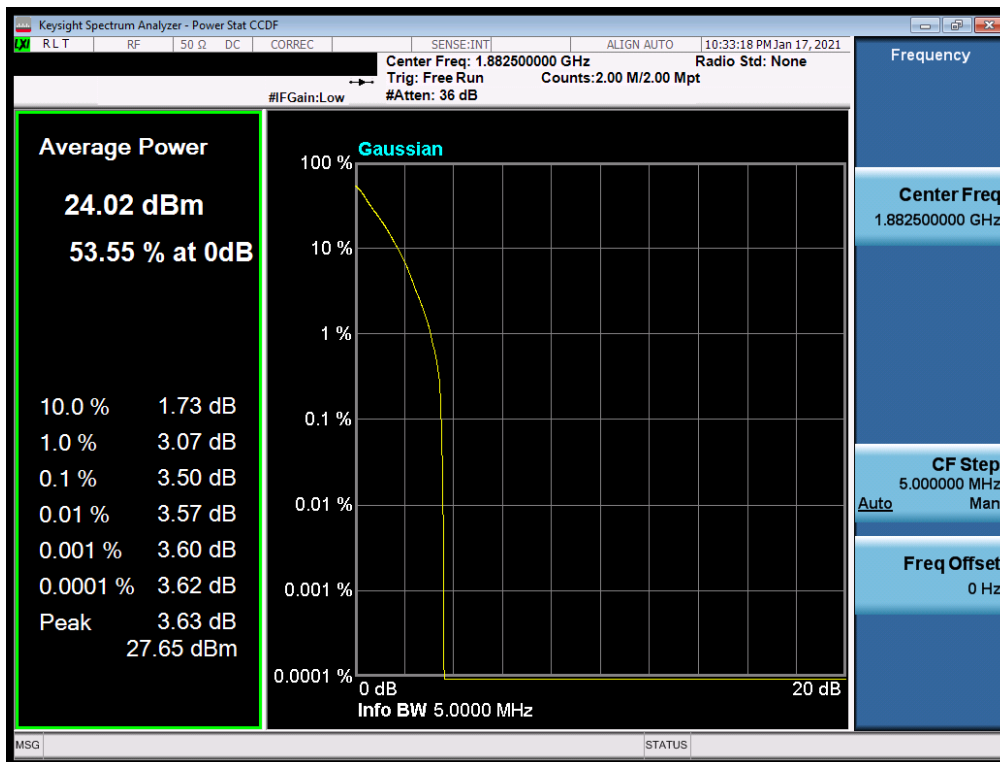 Keysight Spectrum Analyzer - Power Stat CCDF
LXI RLT RF 50 Ω DC CORREC SENSE:INT ALIGN AUTO 10:33:18 PM Jan 17, 2021
Center Freq: 1.882500000 GHz Radio Std: None
Trig: Free Run Counts:2.00 M/2.00 Mpt
#IFGain:Low #Atten: 36 dB
Average Power
24.02 dBm
53.55 % at 0dB
10.0 % 1.73 dB
1.0 % 3.07 dB
0.1 % 3.50 dB
0.01 % 3.57 dB
0.001 % 3.60 dB
0.0001 % 3.62 dB
Peak 3.63 dB
27.65 dBm
Gaussian
100 %
10 %
1 %
0.1 %
0.01 %
0.001 %
0.0001 %
0 dB 20 dB
Info BW 5.0000 MHz
Frequency
Center Freq
1.882500000 GHz
CF Step
5.000000 MHz
Auto Man
Freq Offset
0 Hz
MSG STATUS